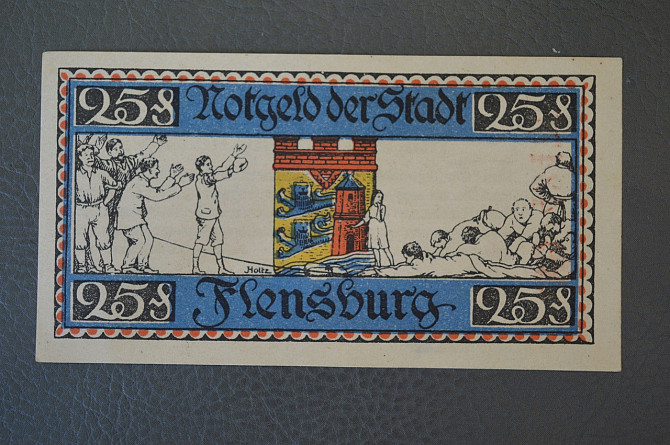 25₰ Notgeld der Stadt 25₰
Holtz
25₰ Flensburg 25₰